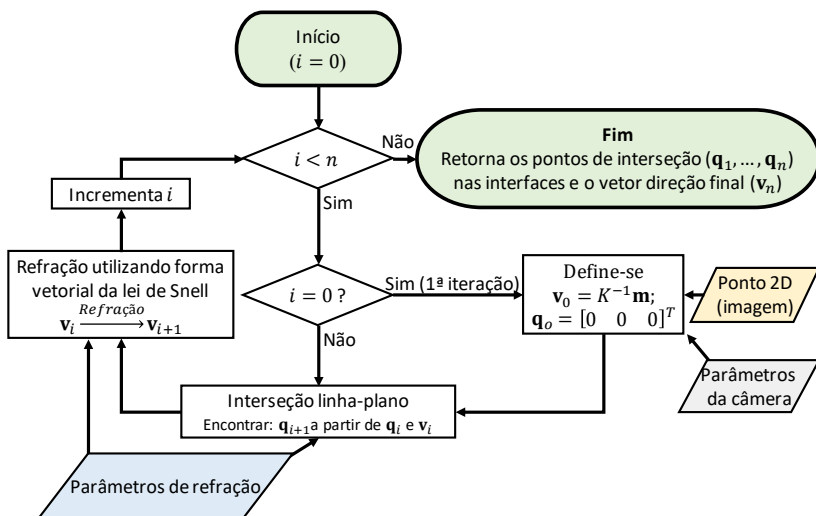 Início
(i = 0)
i < n
Não
Sim
Fim
Retorna os pontos de interseção (q₁, …, qₙ)
nas interfaces e o vetor direção final (vₙ)
Incrementa i
Refração utilizando forma
vetorial da lei de Snell
Refração
vᵢ ⟶ vᵢ₊₁
i = 0 ?
Sim (1ª iteração)
Não
Define-se
v₀ = K⁻¹m;
qₒ = [0 0 0]ᵀ
Ponto 2D
(imagem)
Parâmetros
da câmera
Interseção linha-plano
Encontrar: qᵢ₊₁a partir de qᵢ e vᵢ
Parâmetros de refração